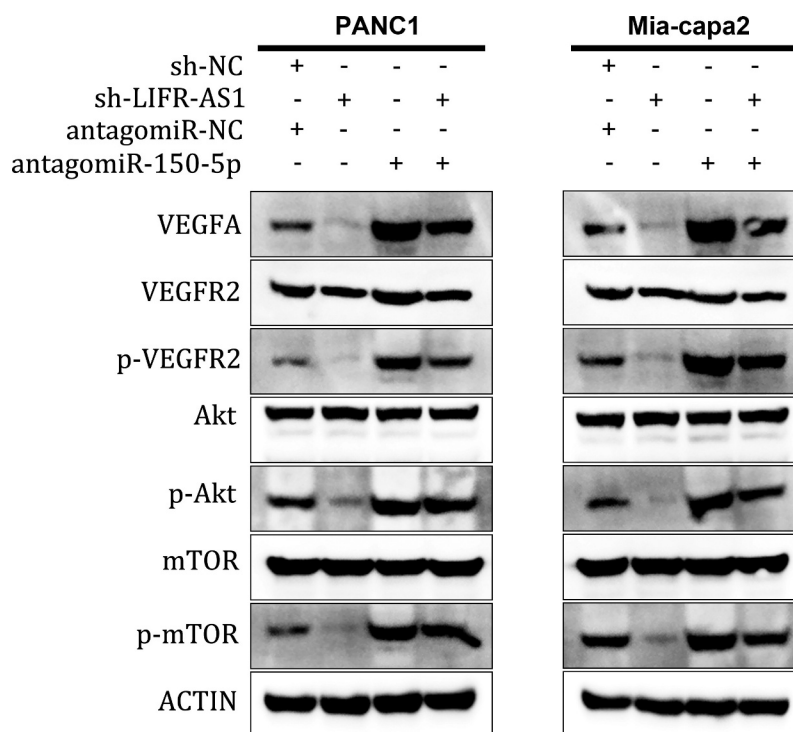 PANC1 Mia-capa2
sh-NC + - - - + - - -
sh-LIFR-AS1 - + - + - + - +
antagomiR-NC + - - - + - - -
antagomiR-150-5p - - + + - - + +
VEGFA
VEGFR2
p-VEGFR2
Akt
p-Akt
mTOR
p-mTOR
ACTIN